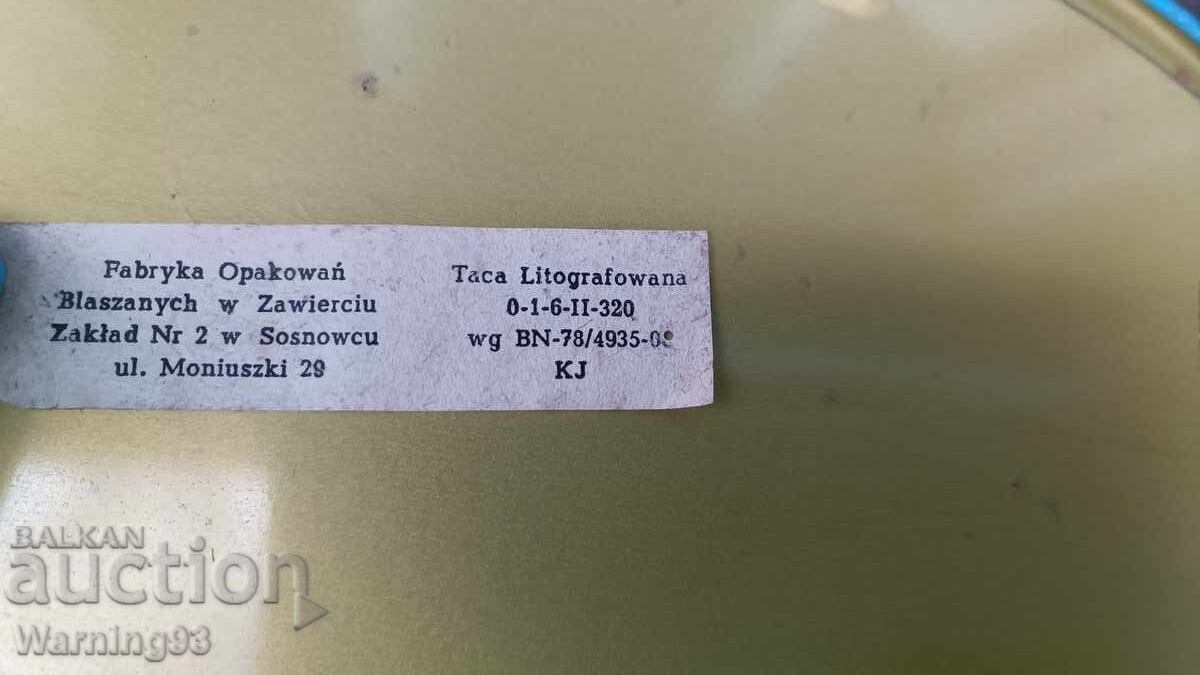 Fabryka Opakowań
Blaszanych w Zawierciu
Zakład Nr 2 w Sosnowcu
ul. Moniuszki 29
Taca Litografowana
0-1-6-II-320
wg
KJ
BALKAN
auction
Warning93